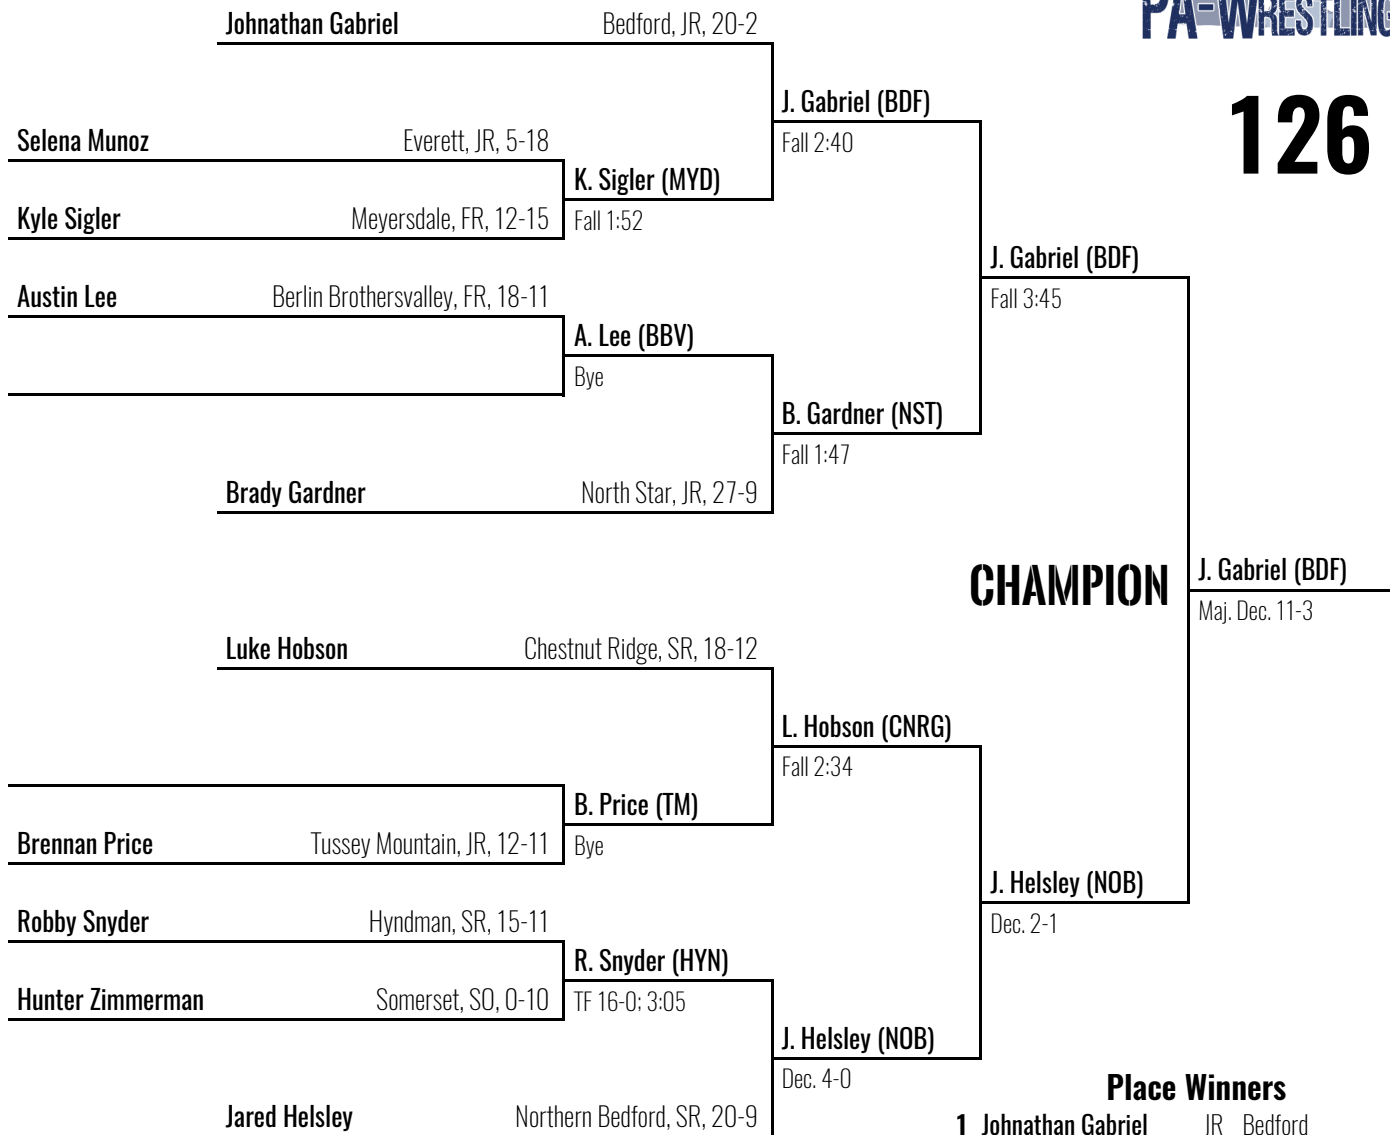 PA-WRESTLING
126
Johnathan Gabriel Bedford, JR, 20-2
J. Gabriel (BDF)
Fall 2:40
Selena Munoz Everett, JR, 5-18
K. Sigler (MYD)
Fall 1:52
Kyle Sigler Meyersdale, FR, 12-15
J. Gabriel (BDF)
Fall 3:45
Austin Lee Berlin Brothersvalley, FR, 18-11
A. Lee (BBV)
Bye
B. Gardner (NST)
Fall 1:47
Brady Gardner North Star, JR, 27-9
CHAMPION
J. Gabriel (BDF)
Maj. Dec. 11-3
Luke Hobson Chestnut Ridge, SR, 18-12
L. Hobson (CNRG)
Fall 2:34
B. Price (TM)
Bye
Brennan Price Tussey Mountain, JR, 12-11
J. Helsley (NOB)
Dec. 2-1
Robby Snyder Hyndman, SR, 15-11
R. Snyder (HYN)
TF 16-0; 3:05
Hunter Zimmerman Somerset, SO, 0-10
J. Helsley (NOB)
Dec. 4-0
Jared Helsley Northern Bedford, SR, 20-9
Place Winners
1 Johnathan Gabriel JR Bedford